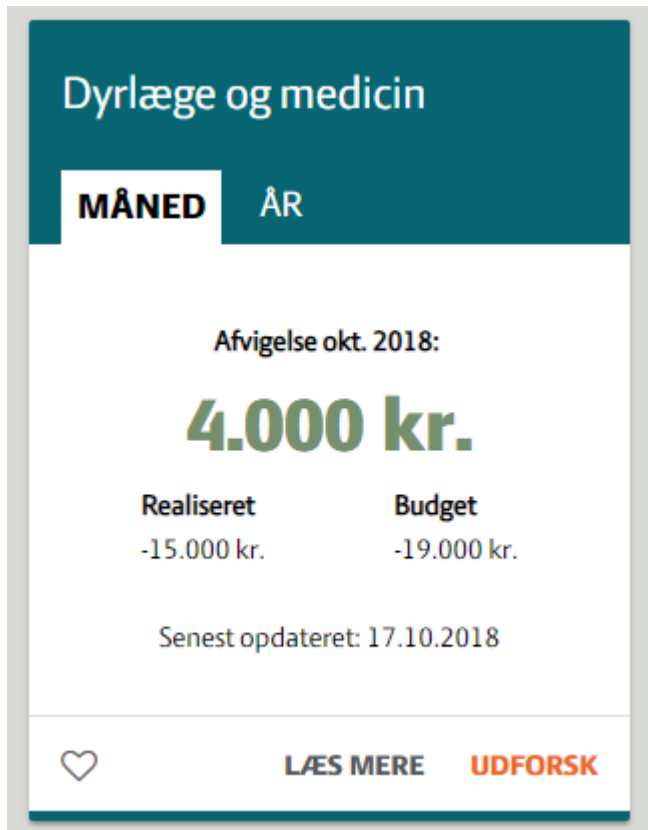 Dyrlæge og medicin
MÅNED ÅR
Afvigelse okt. 2018:
4.000 kr.
Realiseret Budget
-15.000 kr. -19.000 kr.
Senest opdateret: 17.10.2018
LÆS MERE UDFORSK